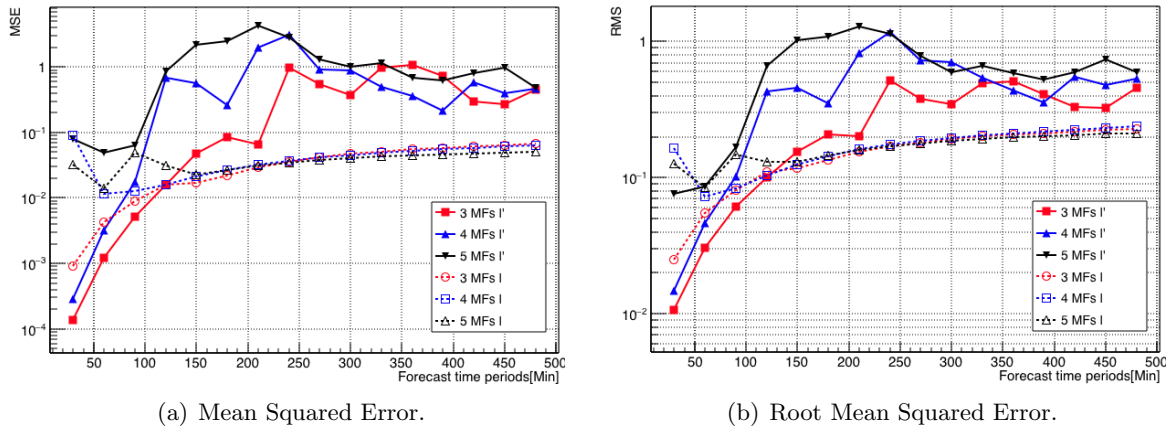 MSE
1
10⁻¹
10⁻²
10⁻³
10⁻⁴
3 MFs I'
4 MFs I'
5 MFs I'
3 MFs I
4 MFs I
5 MFs I
50 100 150 200 250 300 350 400 450 500
Forecast time periods[Min]
(a) Mean Squared Error.
RMS
1
10⁻¹
10⁻²
3 MFs I'
4 MFs I'
5 MFs I'
3 MFs I
4 MFs I
5 MFs I
50 100 150 200 250 300 350 400 450 500
Forecast time periods[Min]
(b) Root Mean Squared Error.